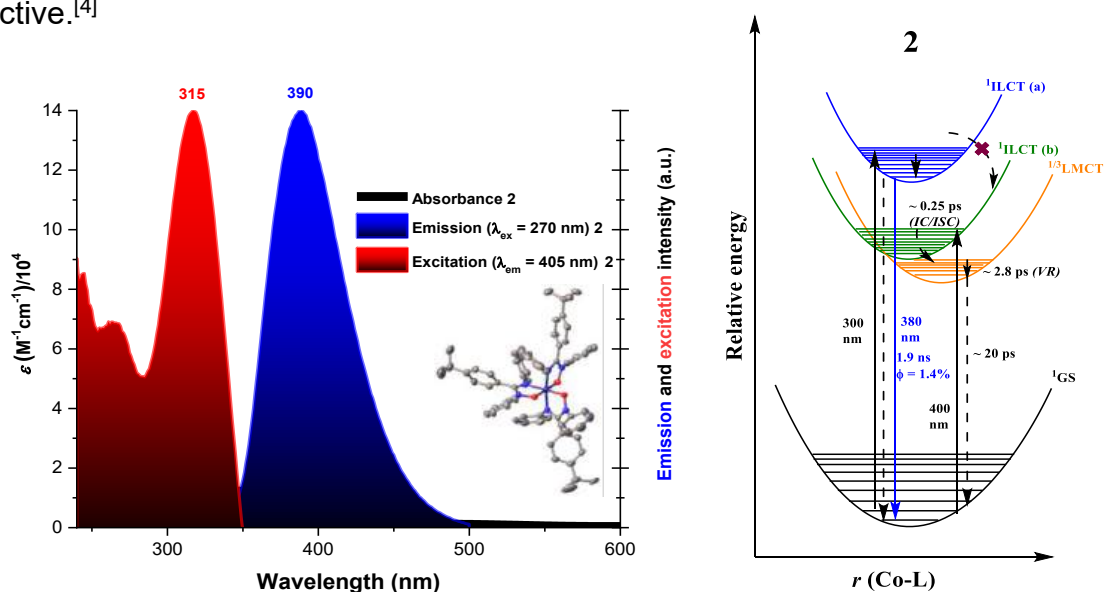 ctive.[4]
315
390
14
12
10
8
6
4
2
0
ε (M⁻¹cm⁻¹)/10⁴
Absorbance 2
Emission (λex = 270 nm) 2
Excitation (λem = 405 nm) 2
300
400
500
600
Wavelength (nm)
Emission and excitation intensity (a.u.)
2
Relative energy
¹ILCT (a)
¹ILCT (b)
¹/³LMCT
~ 0.25 ps
(IC/ISC)
~ 2.8 ps (VR)
300
nm
380
nm
1.9 ns
ϕ = 1.4%
~ 20 ps
400
nm
¹GS
r (Co-L)